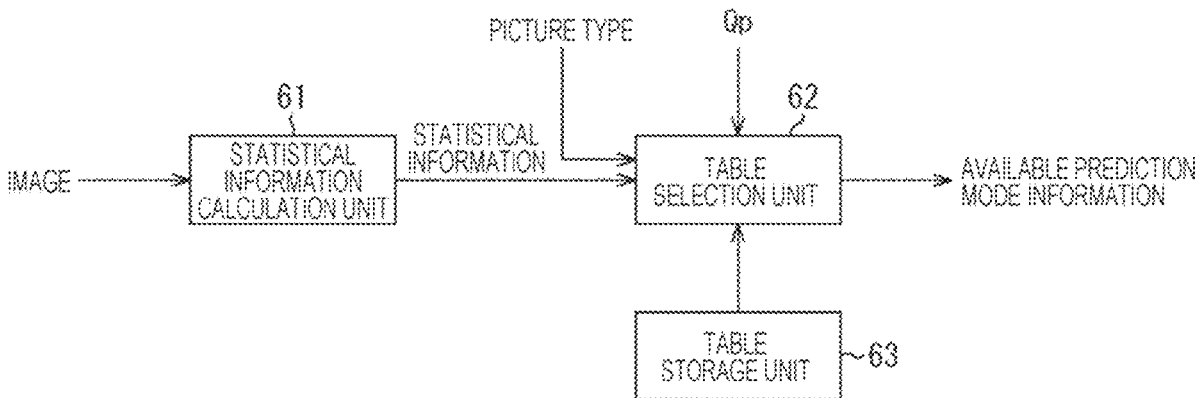 PICTURE TYPE
Qp
61
62
STATISTICAL
INFORMATION
IMAGE
STATISTICAL
INFORMATION
CALCULATION UNIT
TABLE
SELECTION UNIT
AVAILABLE PREDICTION
MODE INFORMATION
TABLE
STORAGE UNIT
63